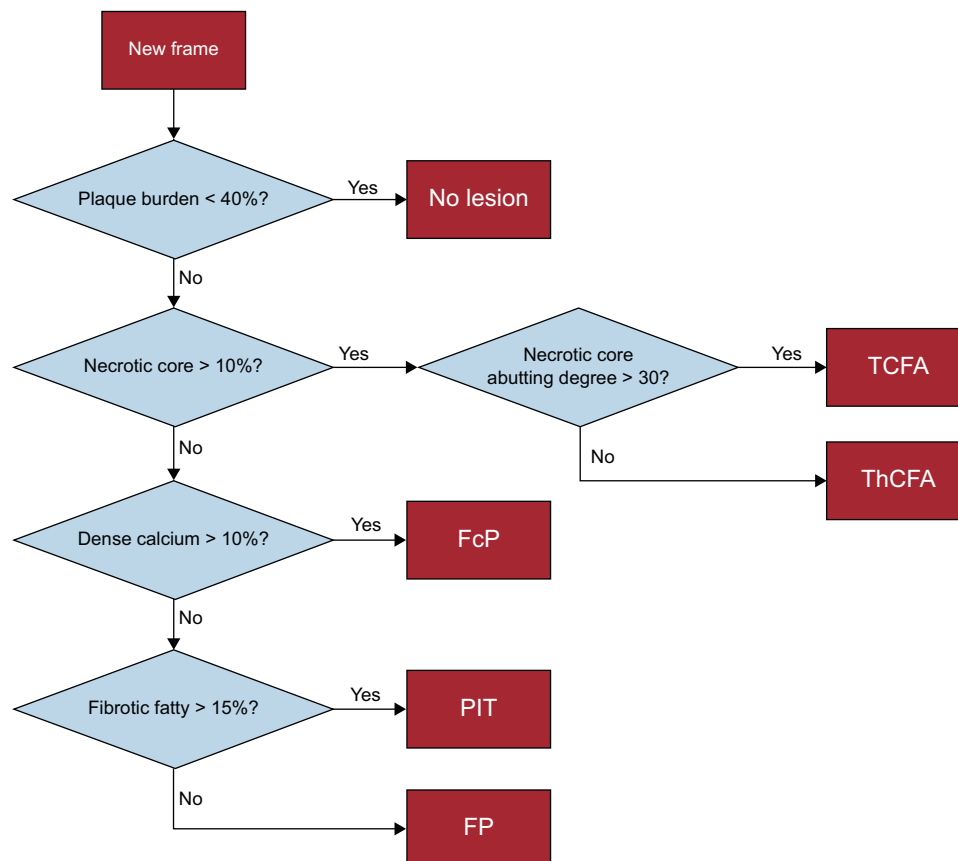 New frame
Plaque burden < 40%?
Yes
No lesion
No
Necrotic core > 10%?
Yes
Necrotic core
abutting degree > 30?
Yes
TCFA
No
No
ThCFA
Dense calcium > 10%?
Yes
FcP
No
Fibrotic fatty > 15%?
Yes
PIT
No
FP